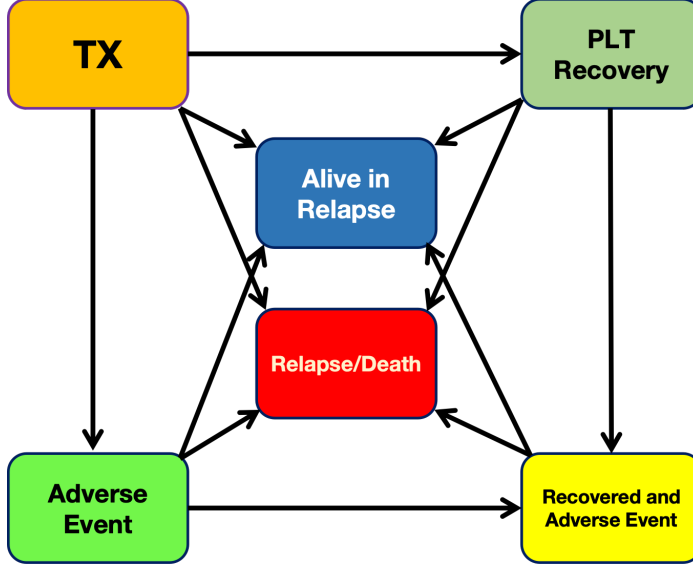 TX
PLT
Recovery
Alive in
Relapse
Relapse/Death
Adverse
Event
Recovered and
Adverse Event